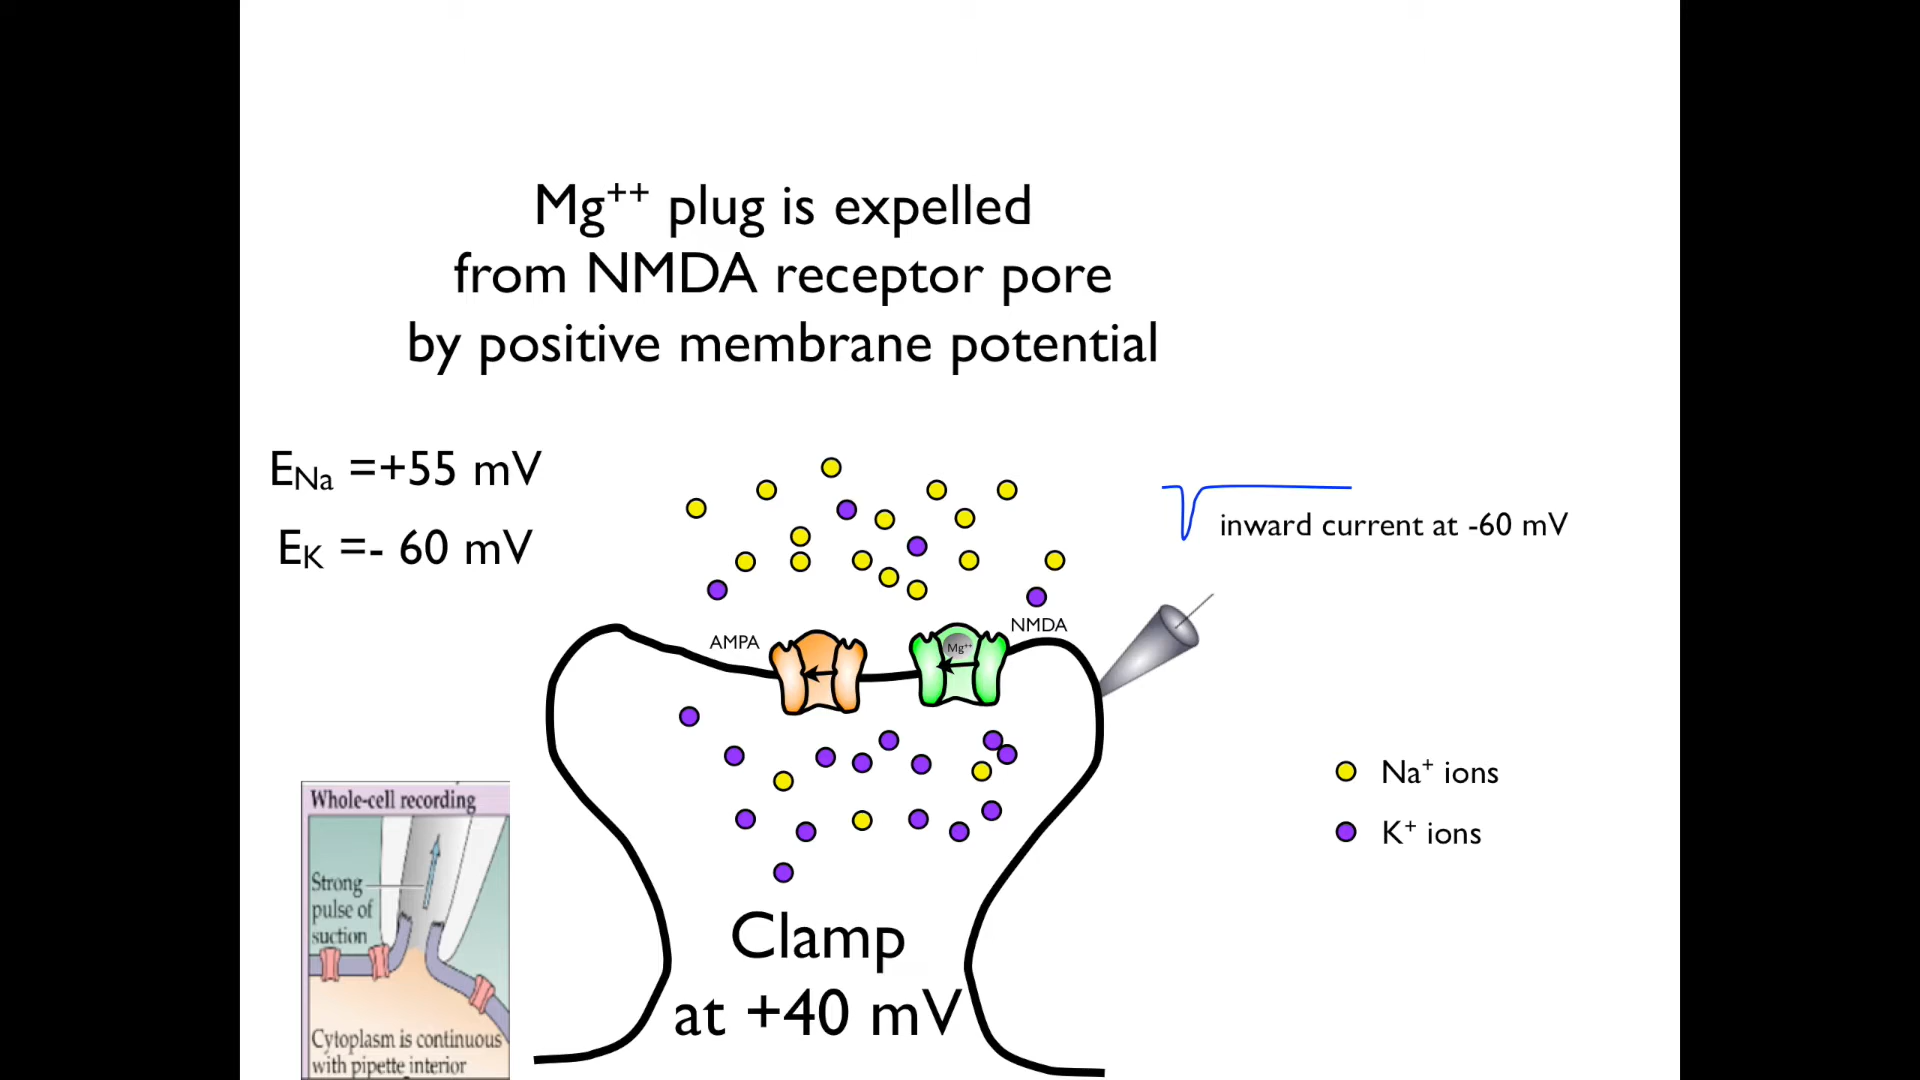 Mg⁺⁺ plug is expelled
from NMDA receptor pore
by positive membrane potential
E_Na =+55 mV
E_K =- 60 mV
inward current at -60 mV
AMPA
NMDA
Mg⁺⁺
Na⁺ ions
K⁺ ions
Whole-cell recording
Strong
pulse of
suction
Cytoplasm is continuous
with pipette interior
Clamp
at +40 mV